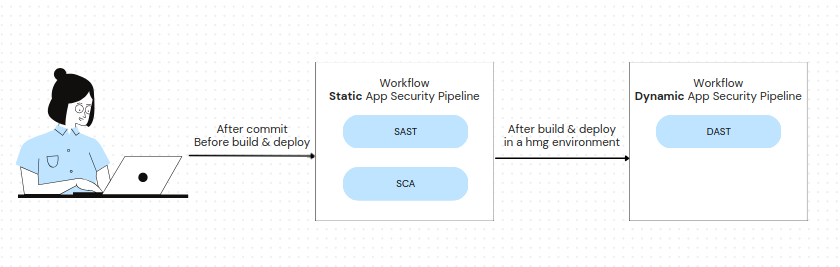 After commit
Before build & deploy
Workflow
Static App Security Pipeline
SAST
SCA
After build & deploy
in a hmg environment
Workflow
Dynamic App Security Pipeline
DAST